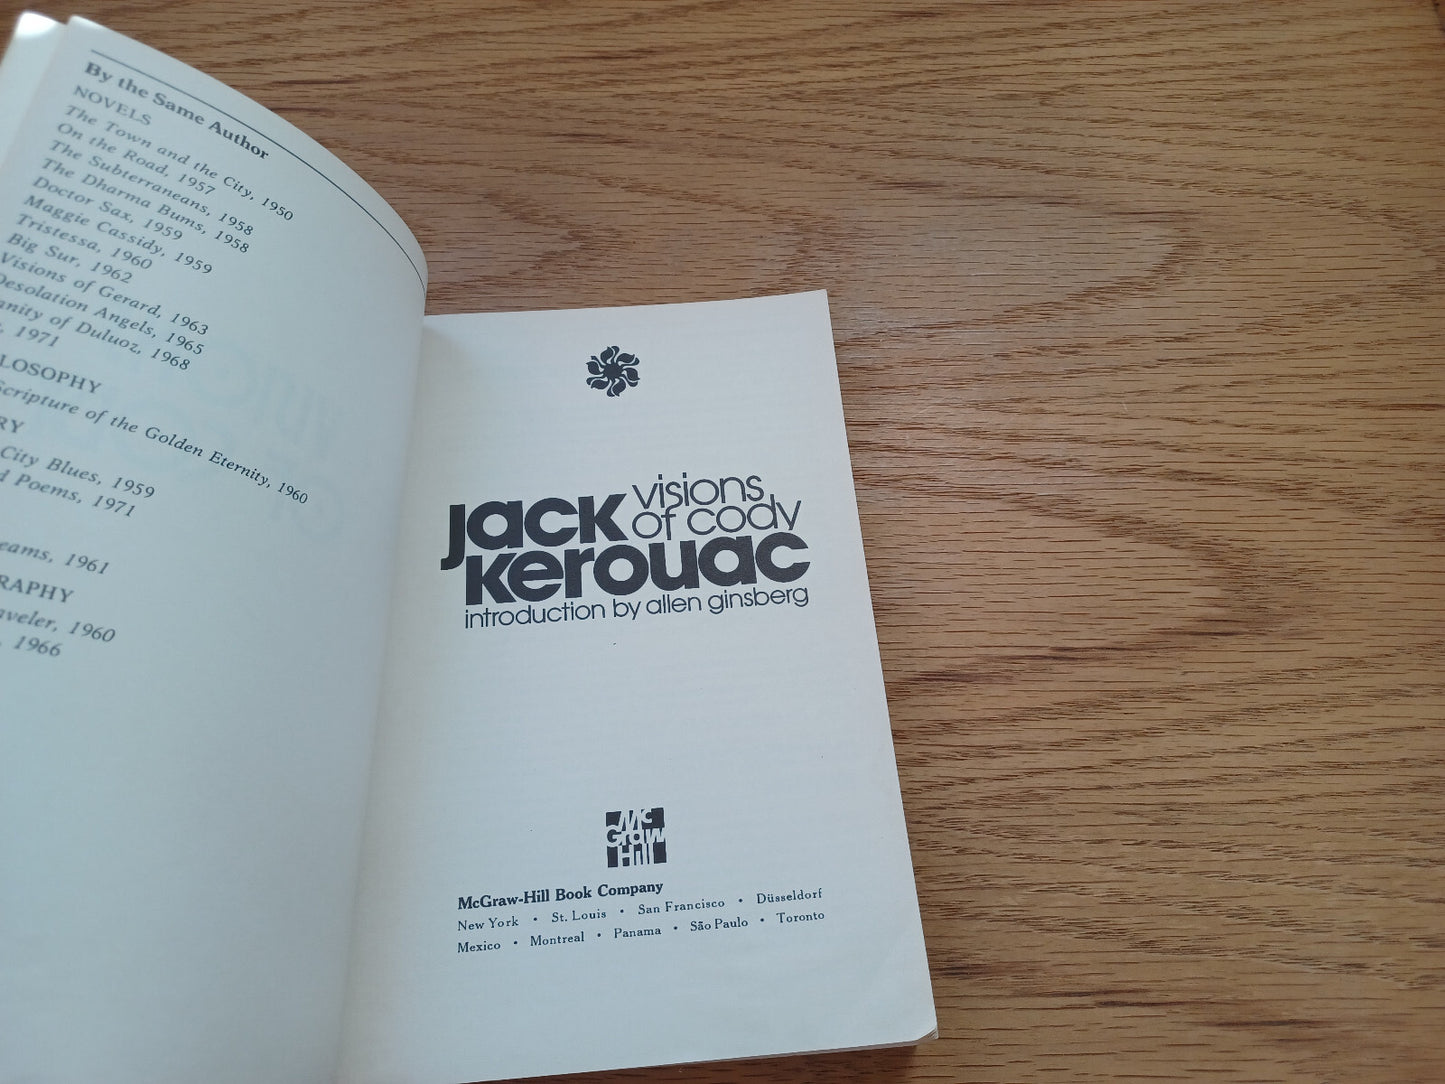 By the Same Author
NOVELS
The Town and the City, 1950
On the Road, 1957
The Subterraneans, 1958
The Dharma Bums, 1958
Doctor Sax, 1959
Maggie Cassidy, 1959
Tristessa, 1960
Big Sur, 1962
Visions of Gerard, 1963
Desolation Angels, 1965
anity of Duluoz, 1968
, 1971
LOSOPHY
Scripture of the Golden Eternity, 1960
RY
City Blues, 1959
d Poems, 1971
eams, 1961
RAPHY
aveler, 1960
, 1966
jack visions
of cody
kerouac
introduction by allen ginsberg
Mc
Graw
Hill
McGraw-Hill Book Company
New York • St. Louis • San Francisco • Düsseldorf
Mexico • Montreal • Panama • São Paulo • Toronto